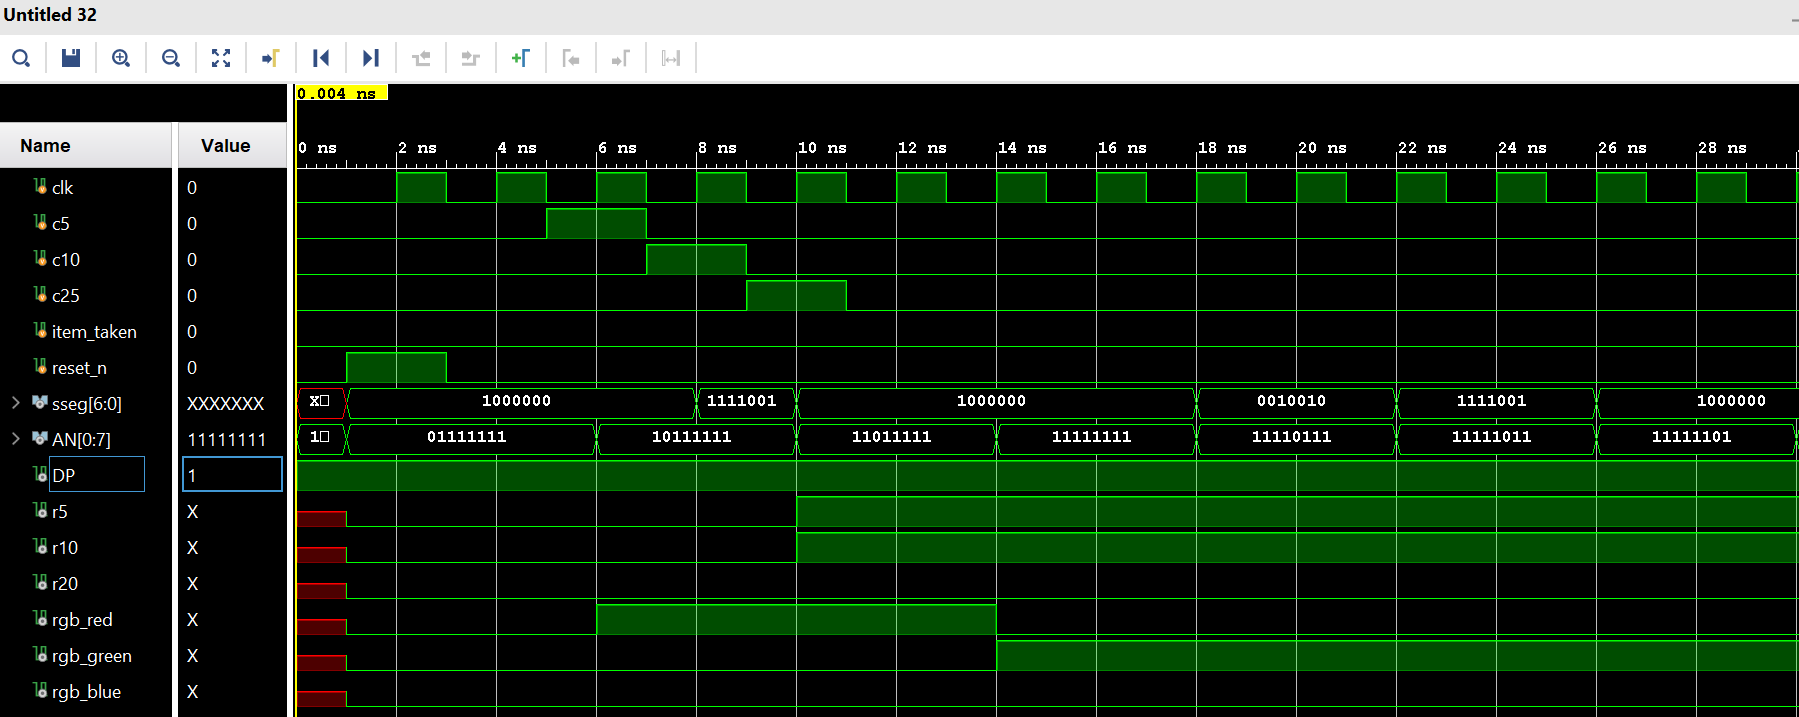 Untitled 32
0.004 ns
Name Value
0 ns 2 ns 4 ns 6 ns 8 ns 10 ns 12 ns 14 ns 16 ns 18 ns 20 ns 22 ns 24 ns 26 ns 28 ns
clk 0
c5 0
c10 0
c25 0
item_taken 0
reset_n 0
sseg[6:0] XXXXXXX X 1000000 1111001 1000000 0010010 1111001 1000000
AN[0:7] 11111111 1 01111111 10111111 11011111 11111111 11110111 11111011 11111101
DP 1
r5 X
r10 X
r20 X
rgb_red X
rgb_green X
rgb_blue X